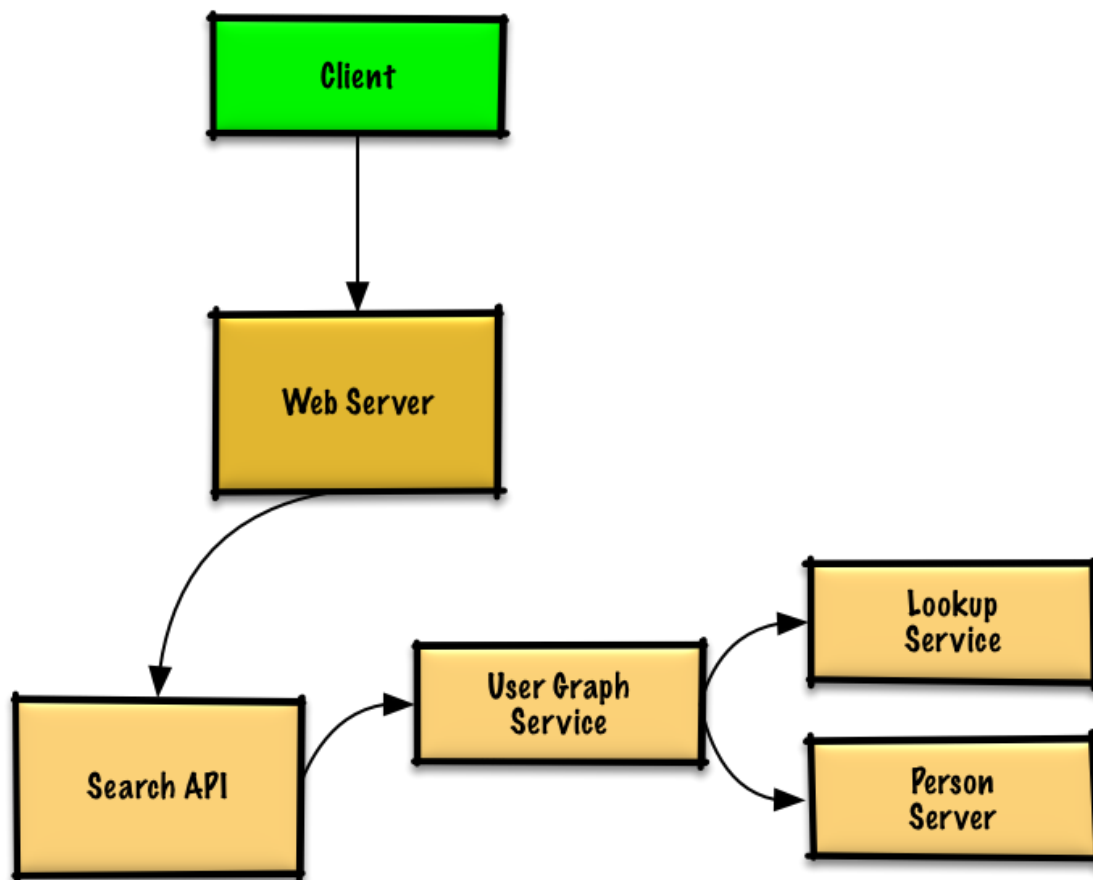 Client
Web Server
Lookup
Service
User Graph
Service
Search API
Person
Server